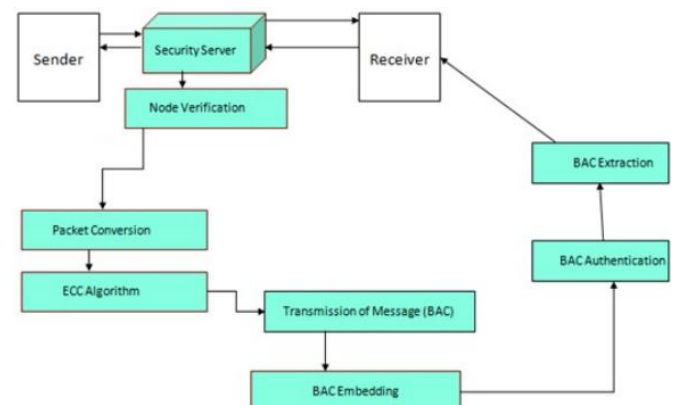 Sender
Security Server
Receiver
Node Verification
BAC Extraction
Packet Conversion
BAC Authentication
ECC Algorithm
Transmission of Message (BAC)
BAC Embedding